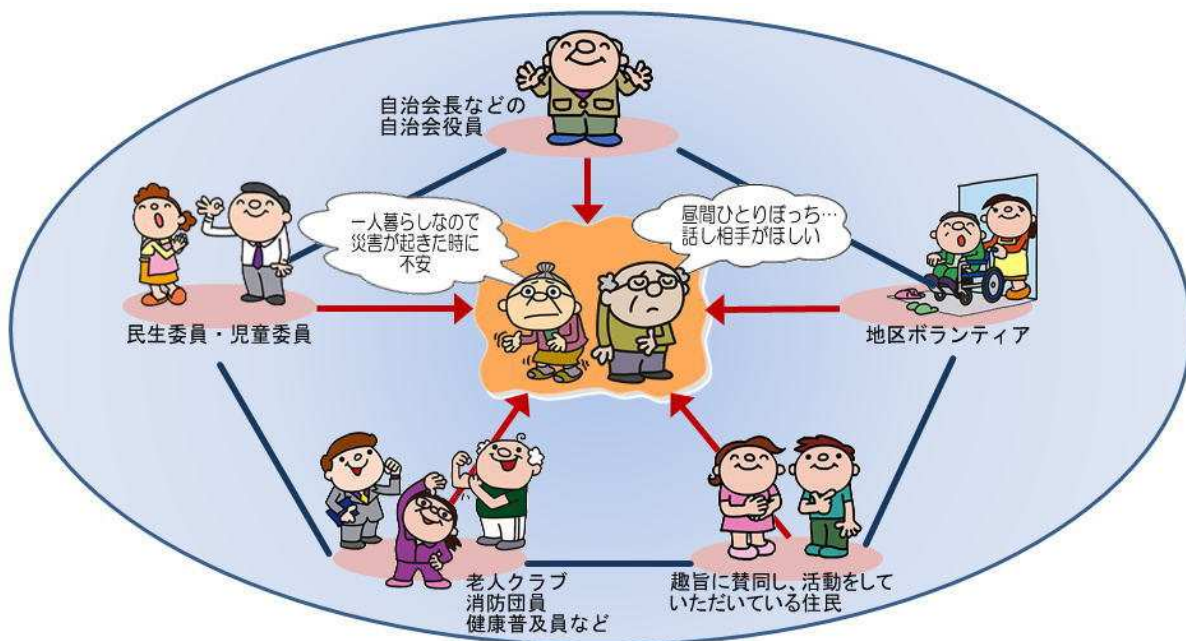 自治会長などの
自治会役員
一人暮らしなので
災害が起きた時に
不安
昼間ひとりぼっち…
話し相手がほしい
民生委員・児童委員
地区ボランティア
老人クラブ
消防団員
健康普及員など
趣旨に賛同し、活動をして
いただいている住民